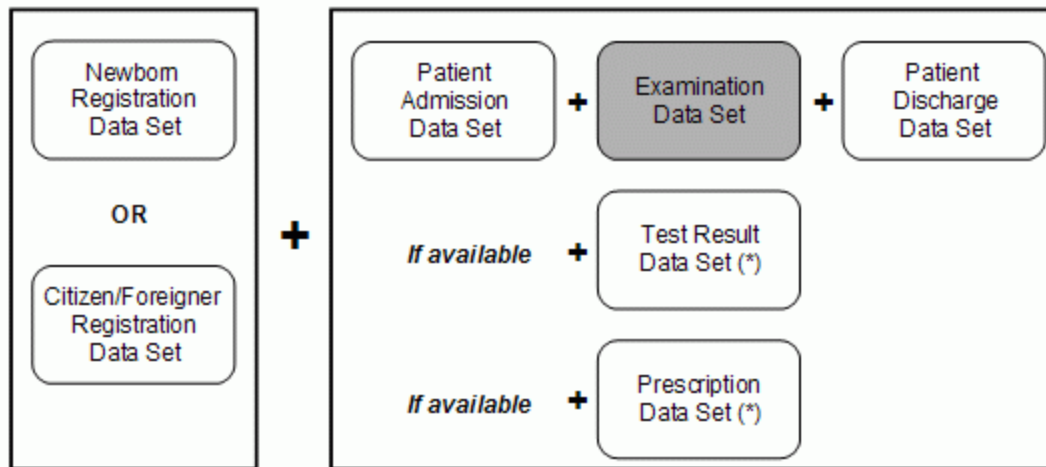 Newborn
Registration
Data Set
OR
Citizen/Foreigner
Registration
Data Set
+
Patient
Admission
Data Set
+
Examination
Data Set
+
Patient
Discharge
Data Set
If available +
Test Result
Data Set (*)
If available +
Prescription
Data Set (*)